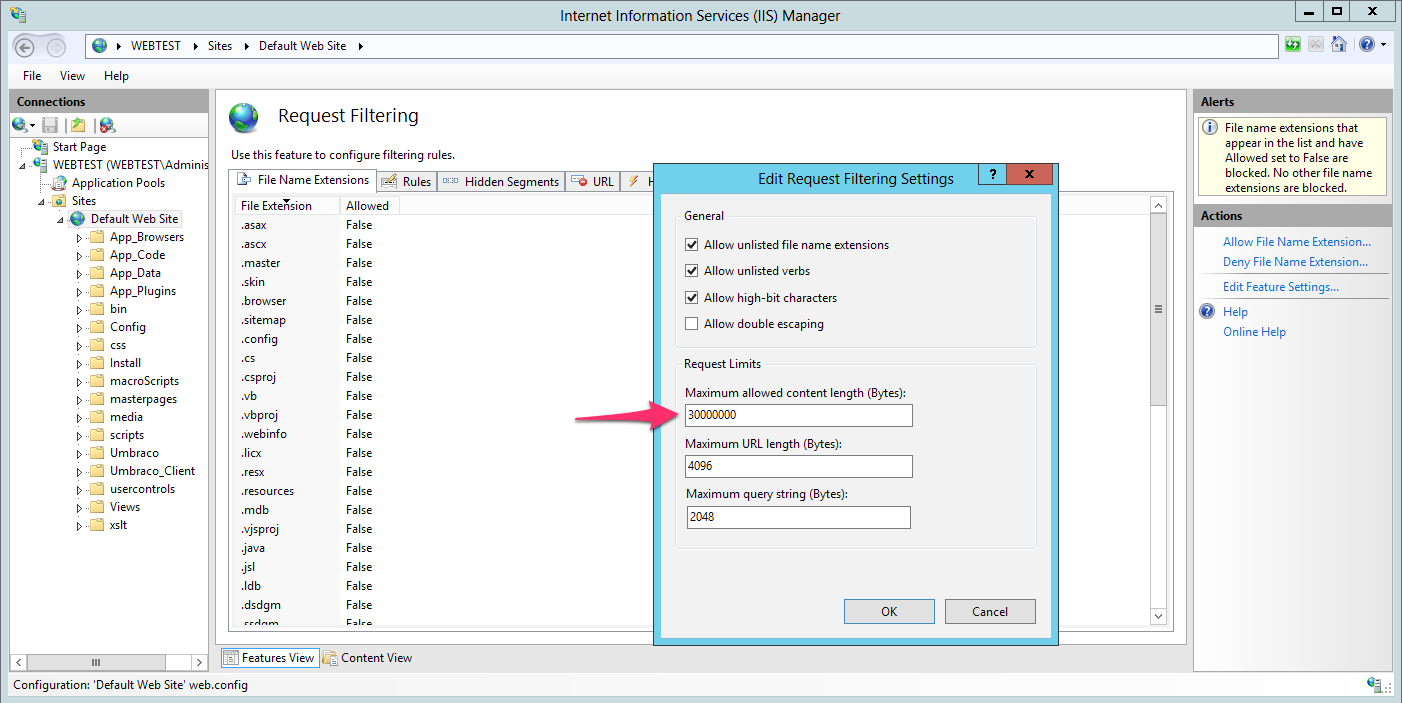 Internet Information Services (IIS) Manager
WEBTEST Sites Default Web Site
File View Help
Connections
Start Page
WEBTEST (WEBTEST\Adminis
Application Pools
Sites
Default Web Site
App_Browsers
App_Code
App_Data
App_Plugins
bin
Config
css
Install
macroScripts
masterpages
media
scripts
Umbraco
Umbraco_Client
usercontrols
Views
xslt
Request Filtering
Use this feature to configure filtering rules.
File Name Extensions Rules Hidden Segments URL H
File Extension Allowed
.asax False
.ascx False
.master False
.skin False
.browser False
.sitemap False
.config False
.cs False
.csproj False
.vb False
.vbproj False
.webinfo False
.licx False
.resx False
.resources False
.mdb False
.vjsproj False
.java False
.jsl False
.ldb False
.dsdgm False
.ssdgm False
Edit Request Filtering Settings ? X
General
Allow unlisted file name extensions
Allow unlisted verbs
Allow high-bit characters
Allow double escaping
Request Limits
Maximum allowed content length (Bytes):
30000000
Maximum URL length (Bytes):
4096
Maximum query string (Bytes):
2048
OK Cancel
Alerts
File name extensions that
appear in the list and have
Allowed set to False are
blocked. No other file name
extensions are blocked.
Actions
Allow File Name Extension...
Deny File Name Extension...
Edit Feature Settings...
Help
Online Help
Features View Content View
Configuration: 'Default Web Site' web.config